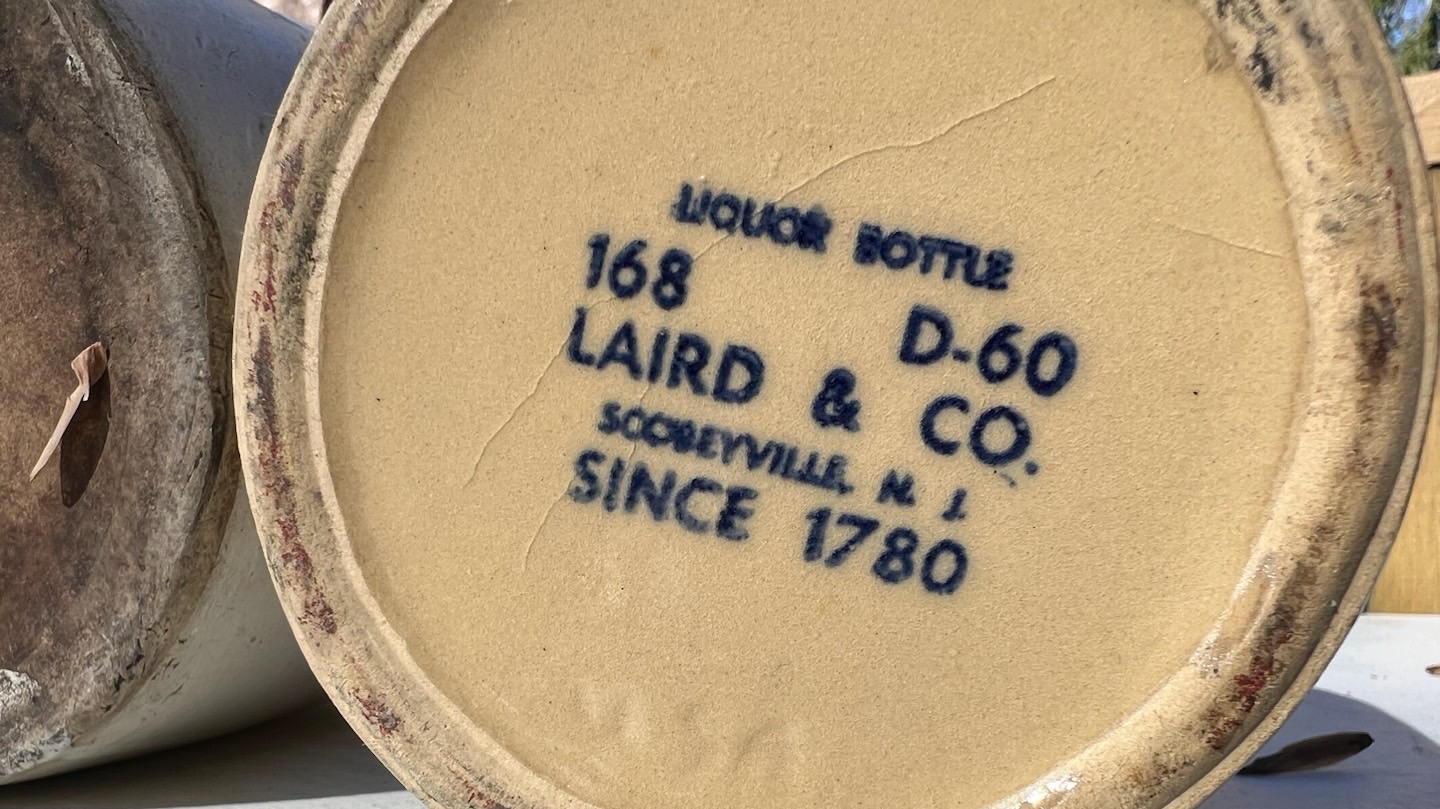 LIQUOR BOTTLE
168 D-60
LAIRD & CO.
SCOBEYVILLE, N. J.
SINCE 1780